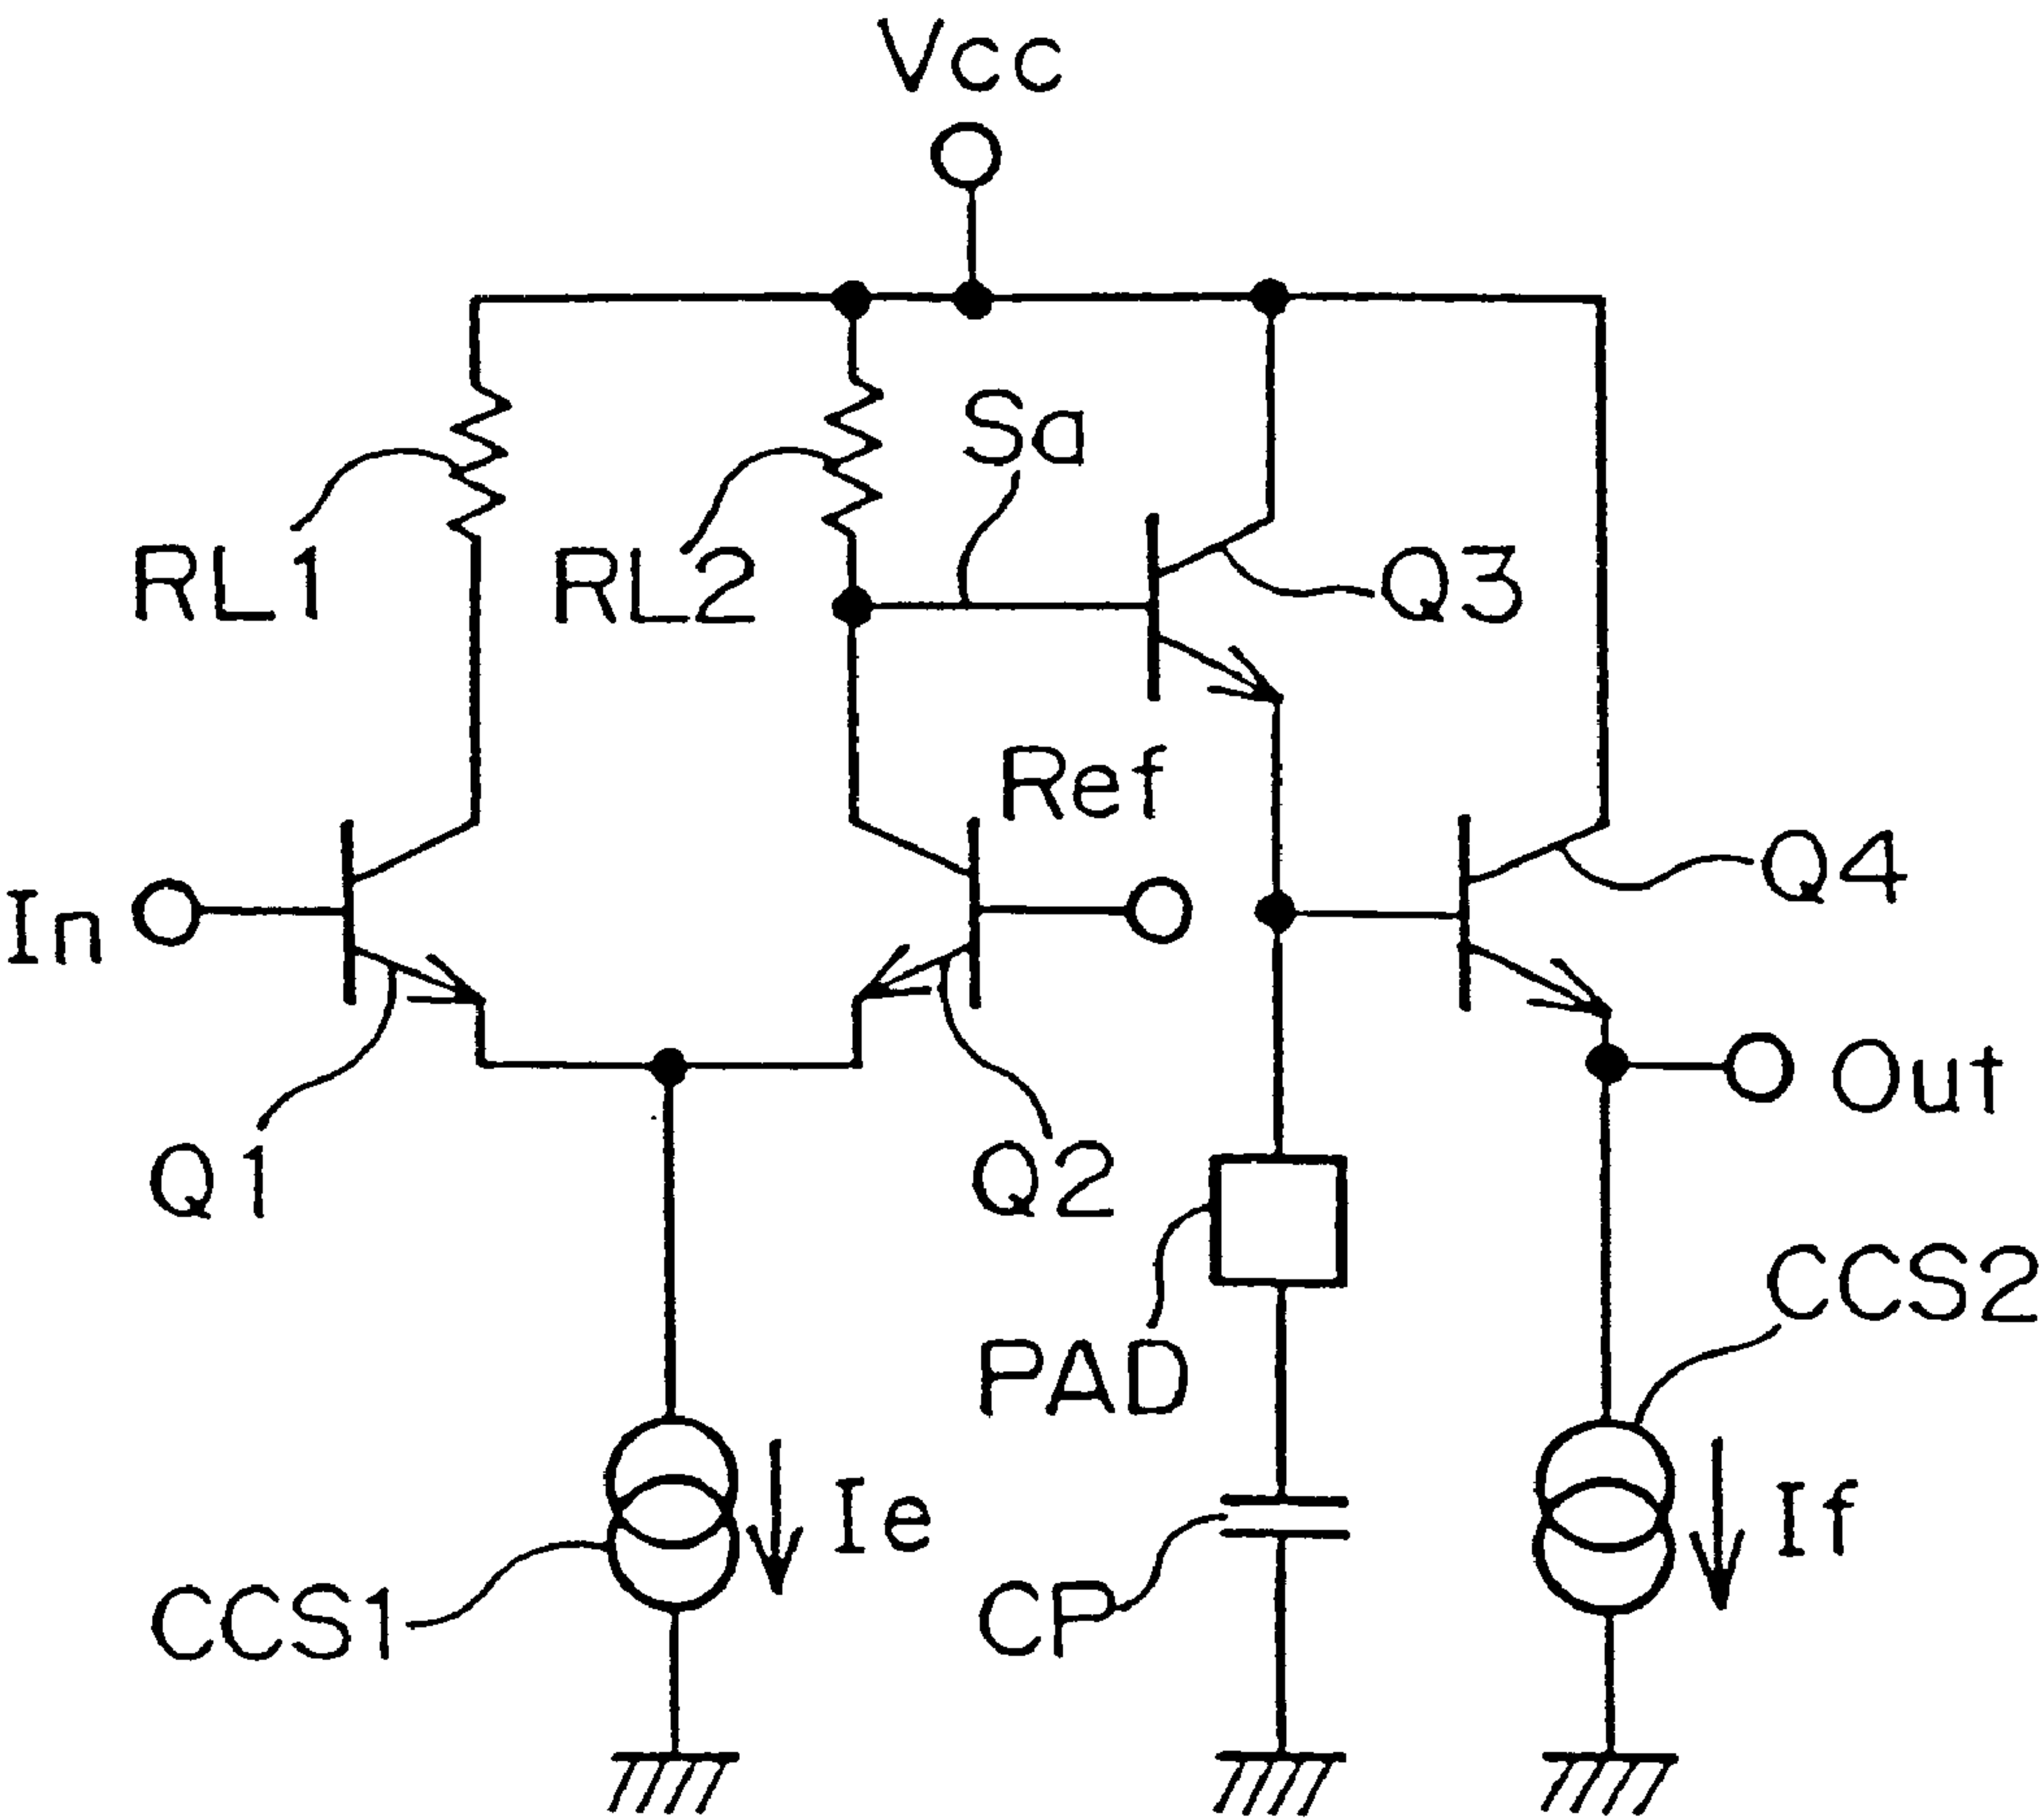 Vcc
Sa
RL1
RL2
Q3
Ref
Q4
In
Out
Q1
Q2
CCS2
PAD
Ie
If
CCS1
CP